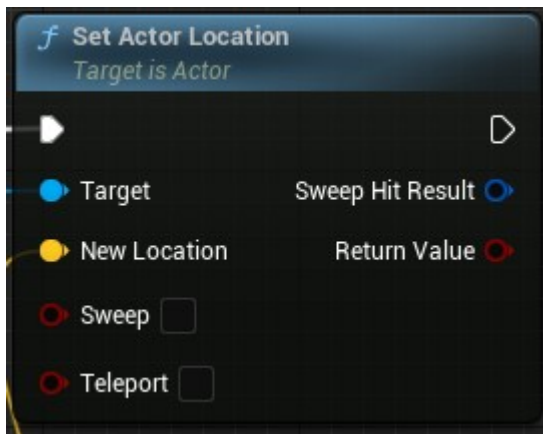 f Set Actor Location
Target is Actor
Target Sweep Hit Result
New Location Return Value
Sweep
Teleport